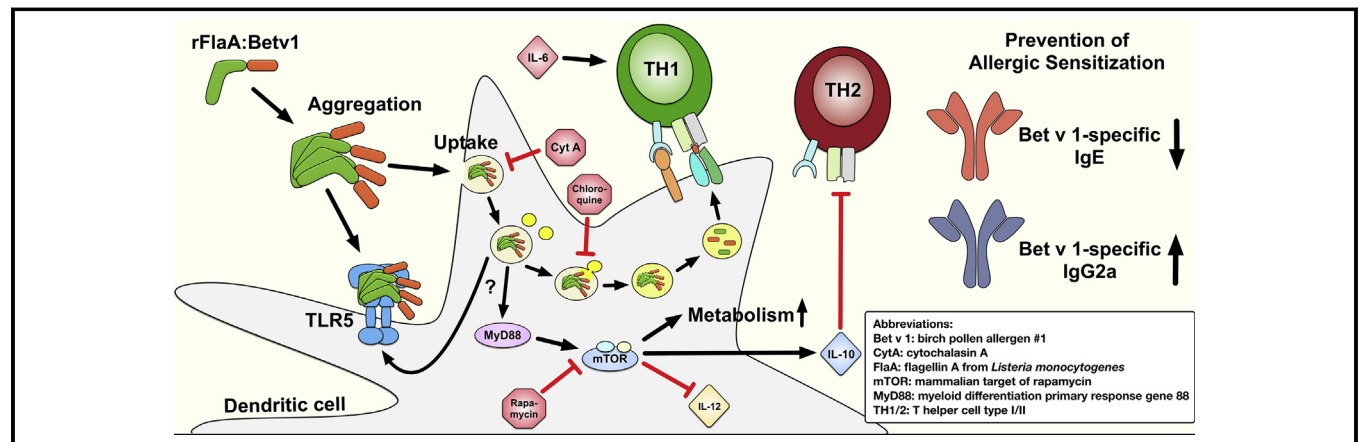 rFlaA:Betv1
Aggregation
Uptake
Cyt A
Chloro-
quine
IL-6
TH1
TH2
Prevention of
Allergic Sensitization
Bet v 1-specific
IgE
Bet v 1-specific
IgG2a
TLR5
?
MyD88
mTOR
Metabolism
Rapa-
mycin
IL-12
IL-10
Dendritic cell
Abbreviations:
Bet v 1: birch pollen allergen #1
CytA: cytochalasin A
FlaA: flagellin A from Listeria monocytogenes
mTOR: mammalian target of rapamycin
MyD88: myeloid differentiation primary response gene 88
TH1/2: T helper cell type I/II